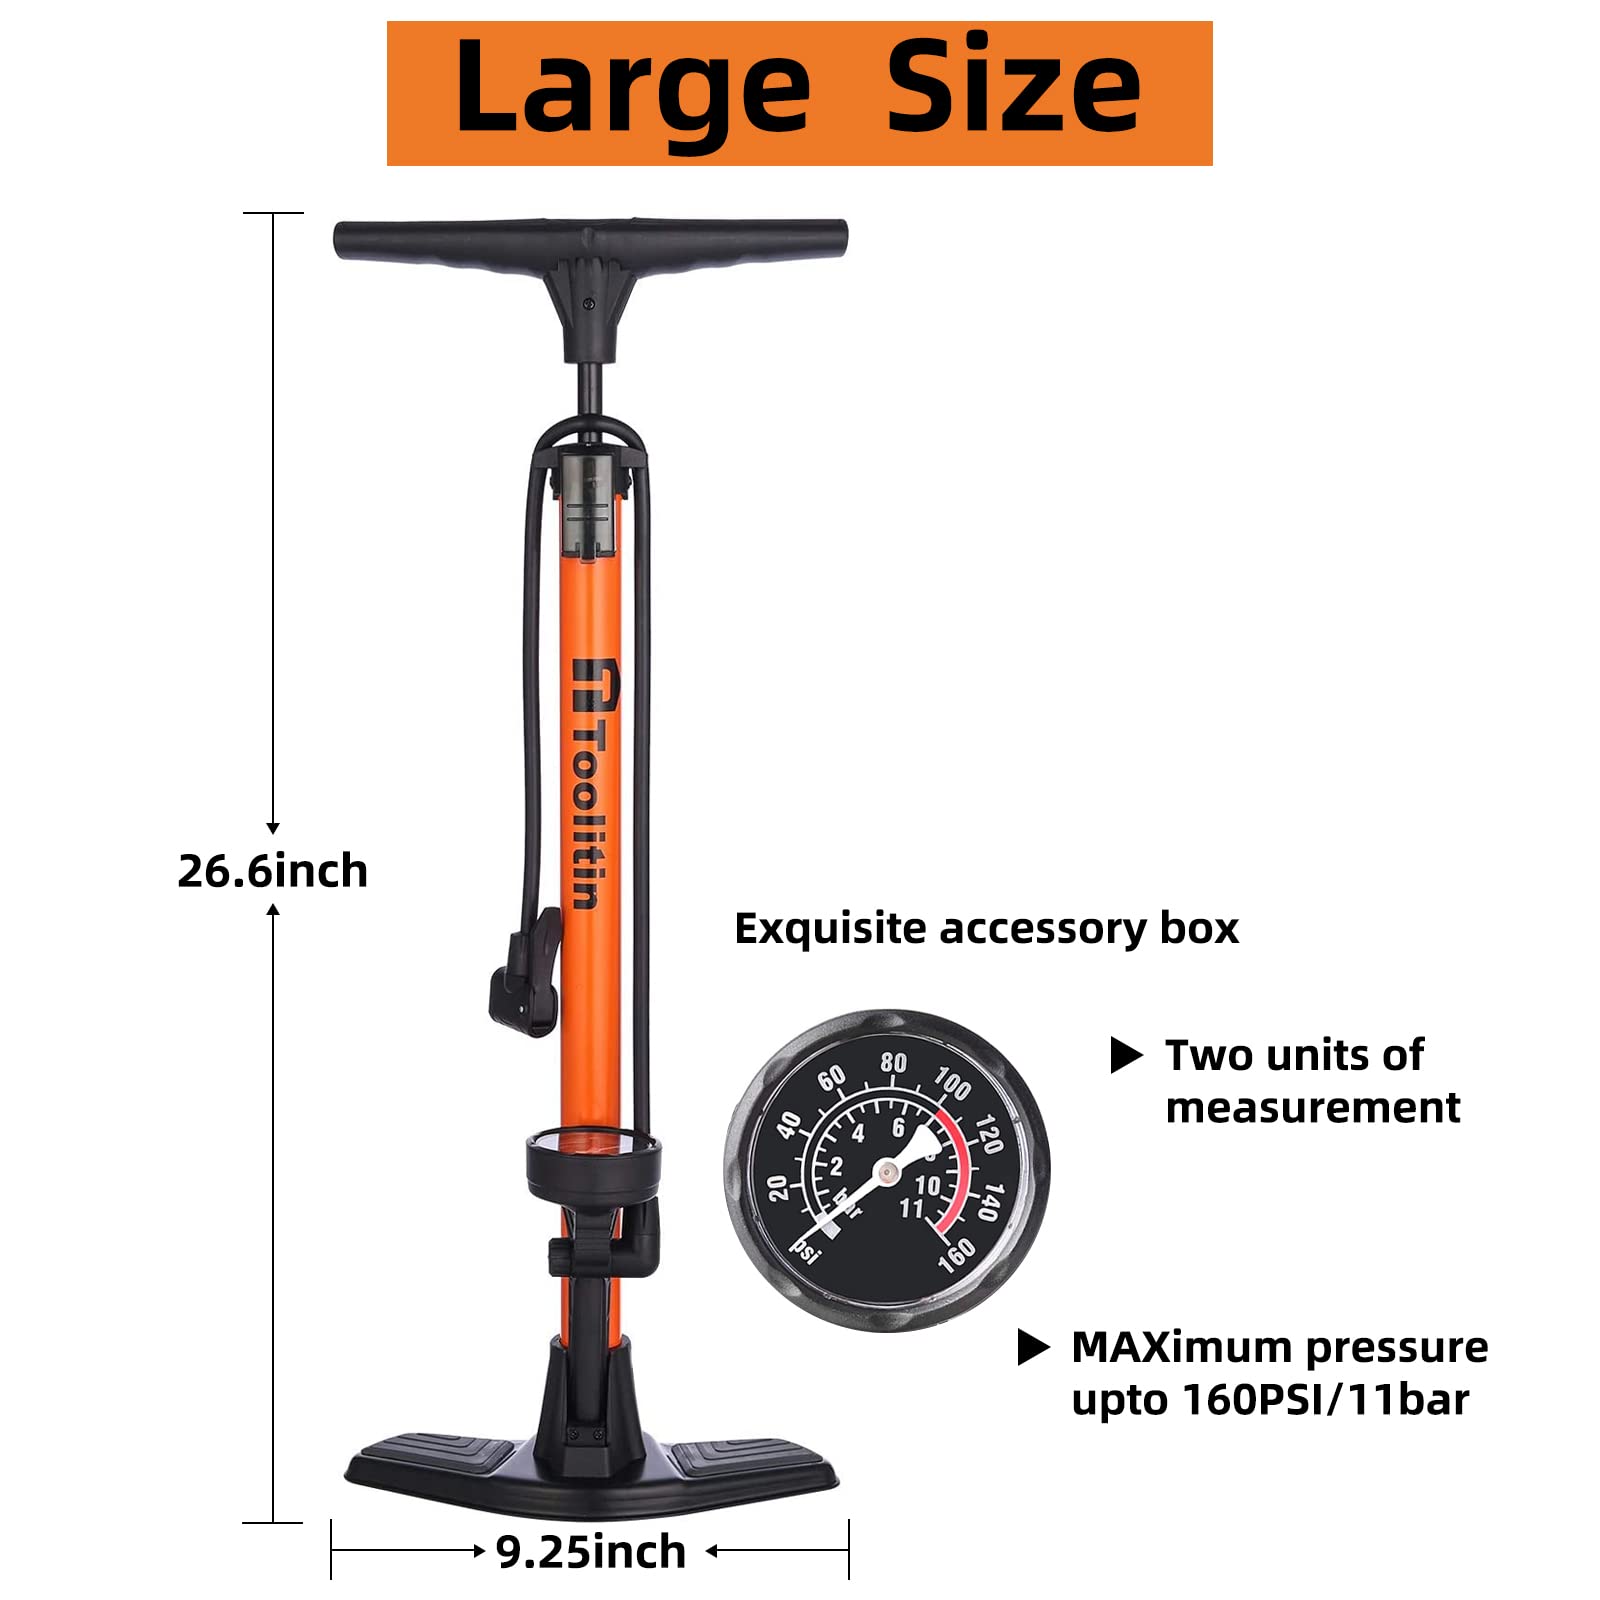 Large Size
26.6inch
Toolitin
Exquisite accessory box
Two units of
measurement
20
40
60
80
100
120
140
160
psi
2
4
6
10
11
bar
MAXimum pressure
upto 160PSI/11bar
9.25inch